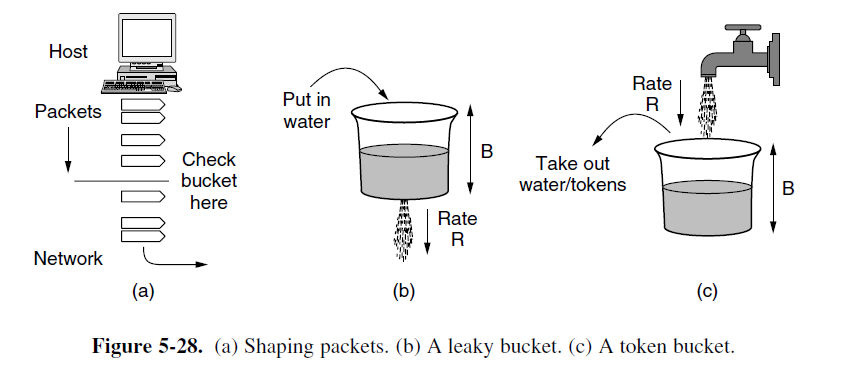 Host
Packets
Check
bucket
here
Network
(a)
Put in
water
B
Rate
R
(b)
Rate
R
Take out
water/tokens
B
(c)
Figure 5-28. (a) Shaping packets. (b) A leaky bucket. (c) A token bucket.